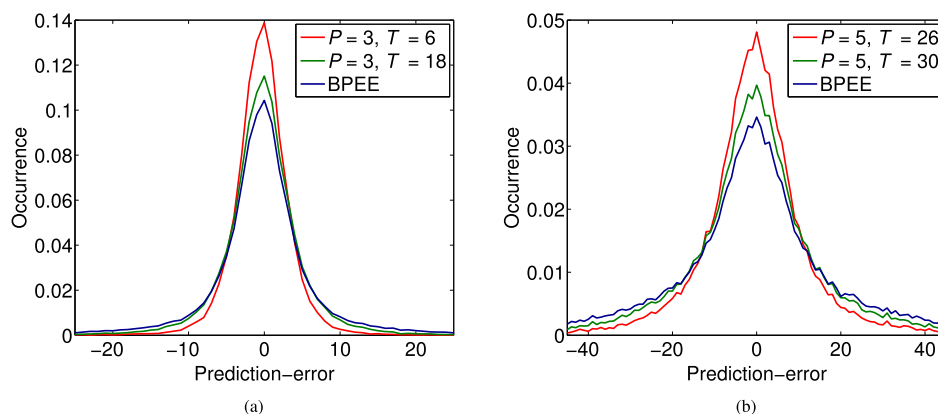 0.14
0.12
0.1
0.08
0.06
0.04
0.02
0
Occurrence
−20
−10
0
10
20
Prediction−error
P = 3, T = 6
P = 3, T = 18
BPEE
(a)
0.05
0.04
0.03
0.02
0.01
0
Occurrence
−40
−20
0
20
40
Prediction−error
P = 5, T = 26
P = 5, T = 30
BPEE
(b)